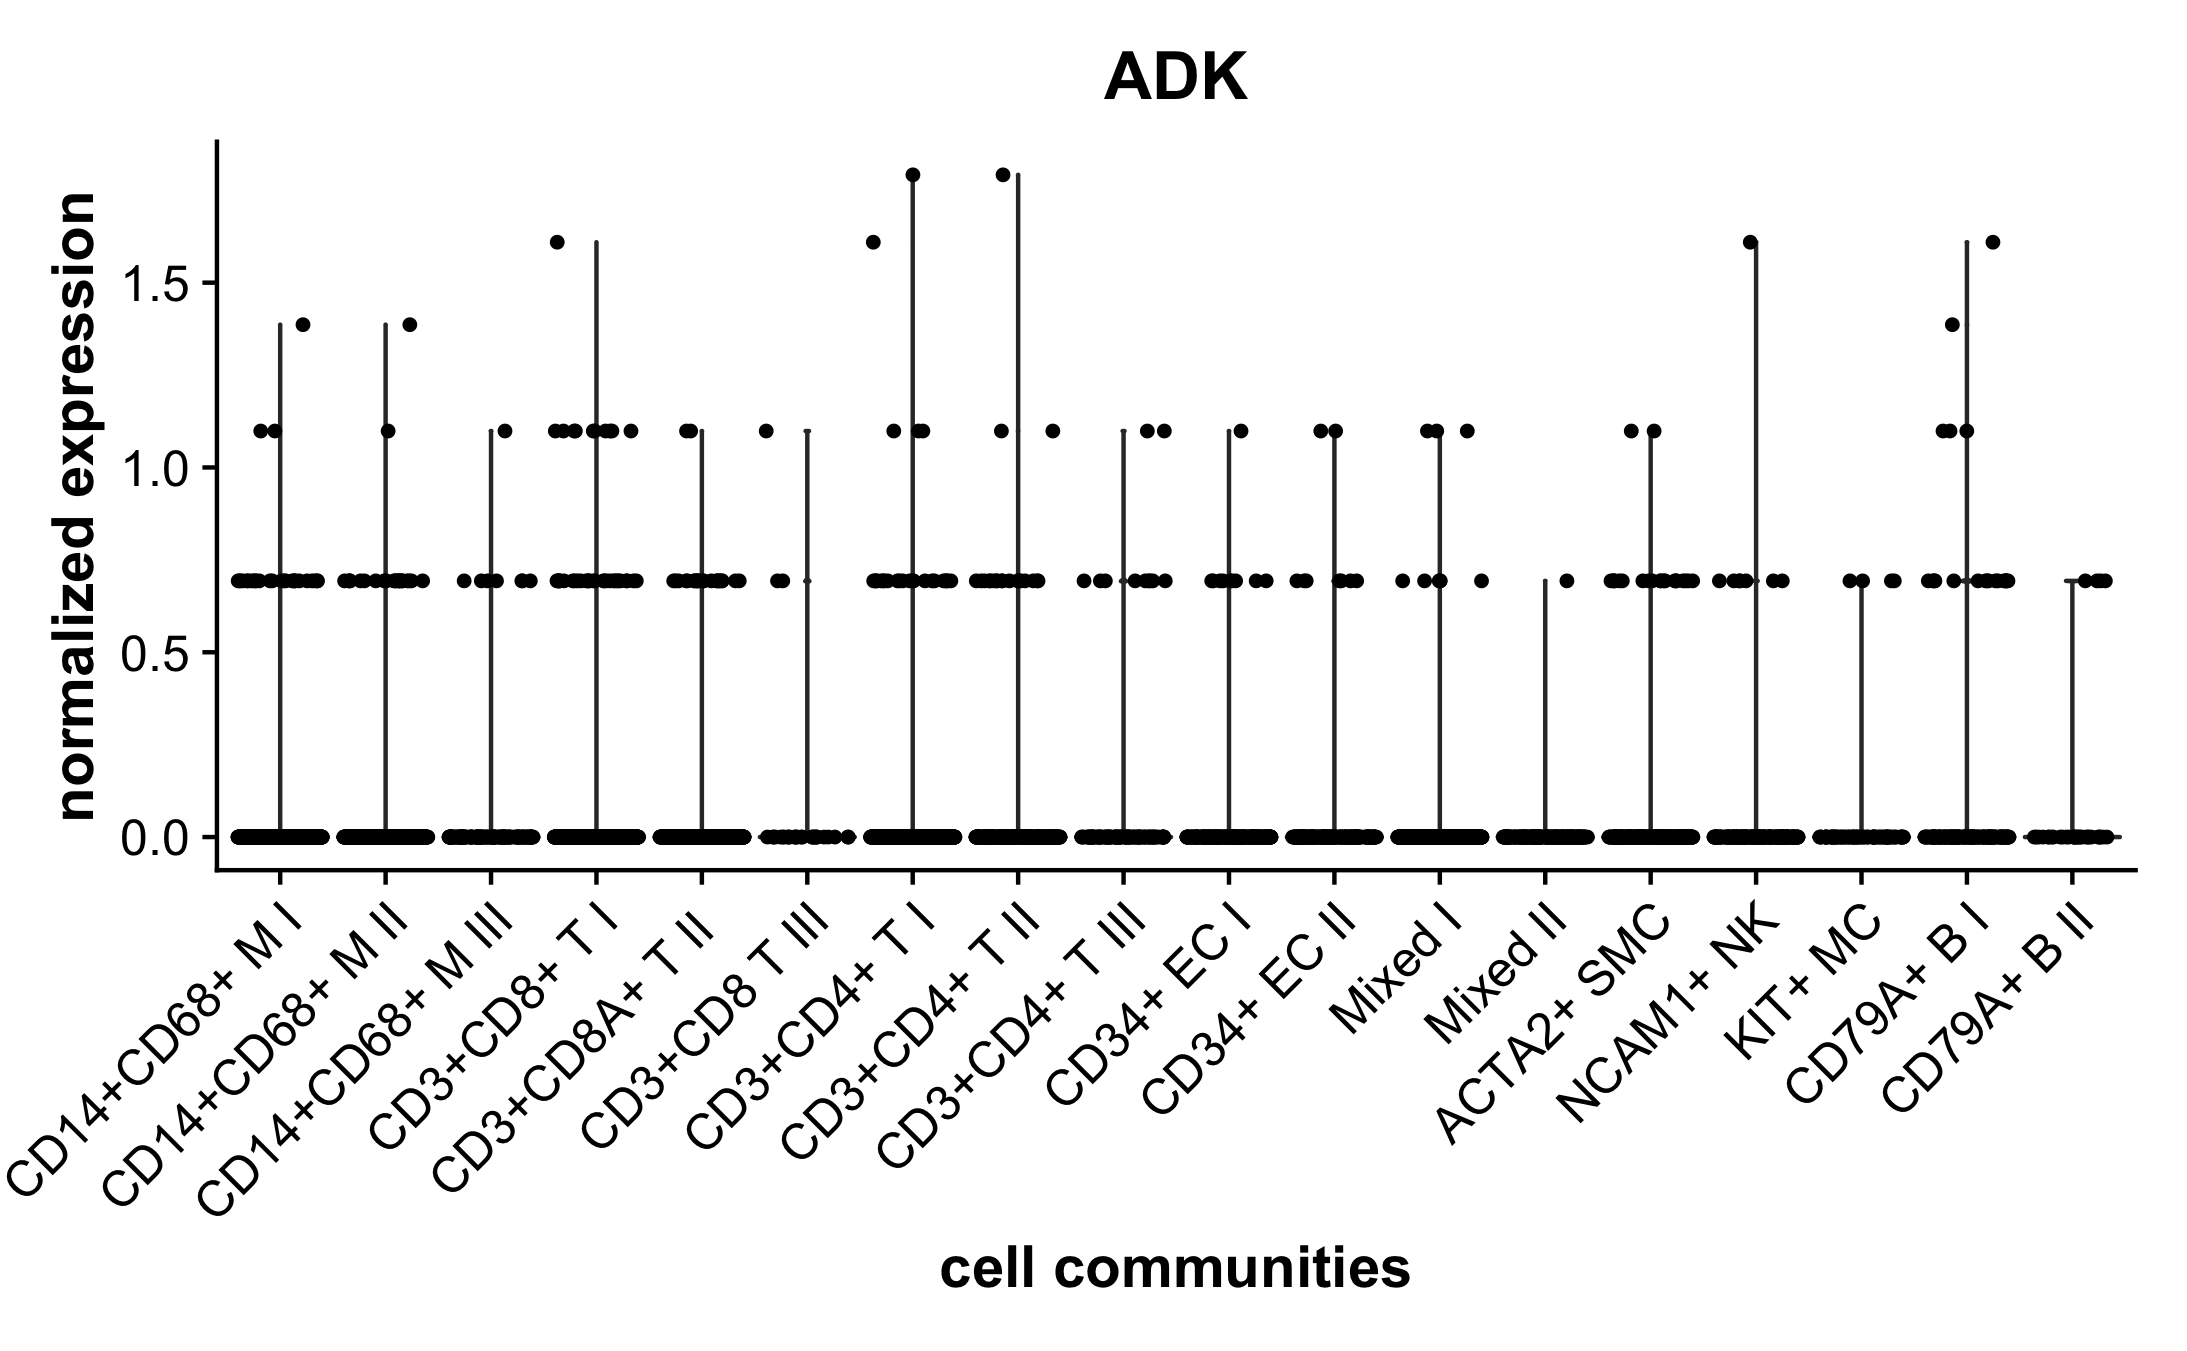 ADK
normalized expression
1.5
1.0
0.5
0.0
CD14+CD68+ M I
CD14+CD68+ M II
CD14+CD68+ M III
CD3+CD8+ T I
CD3+CD8A+ T II
CD3+CD8 T III
CD3+CD4+ T I
CD3+CD4+ T II
CD3+CD4+ T III
CD34+ EC I
CD34+ EC II
Mixed I
Mixed II
ACTA2+ SMC
NCAM1+ NK
KIT+ MC
CD79A+ B I
CD79A+ B II
cell communities